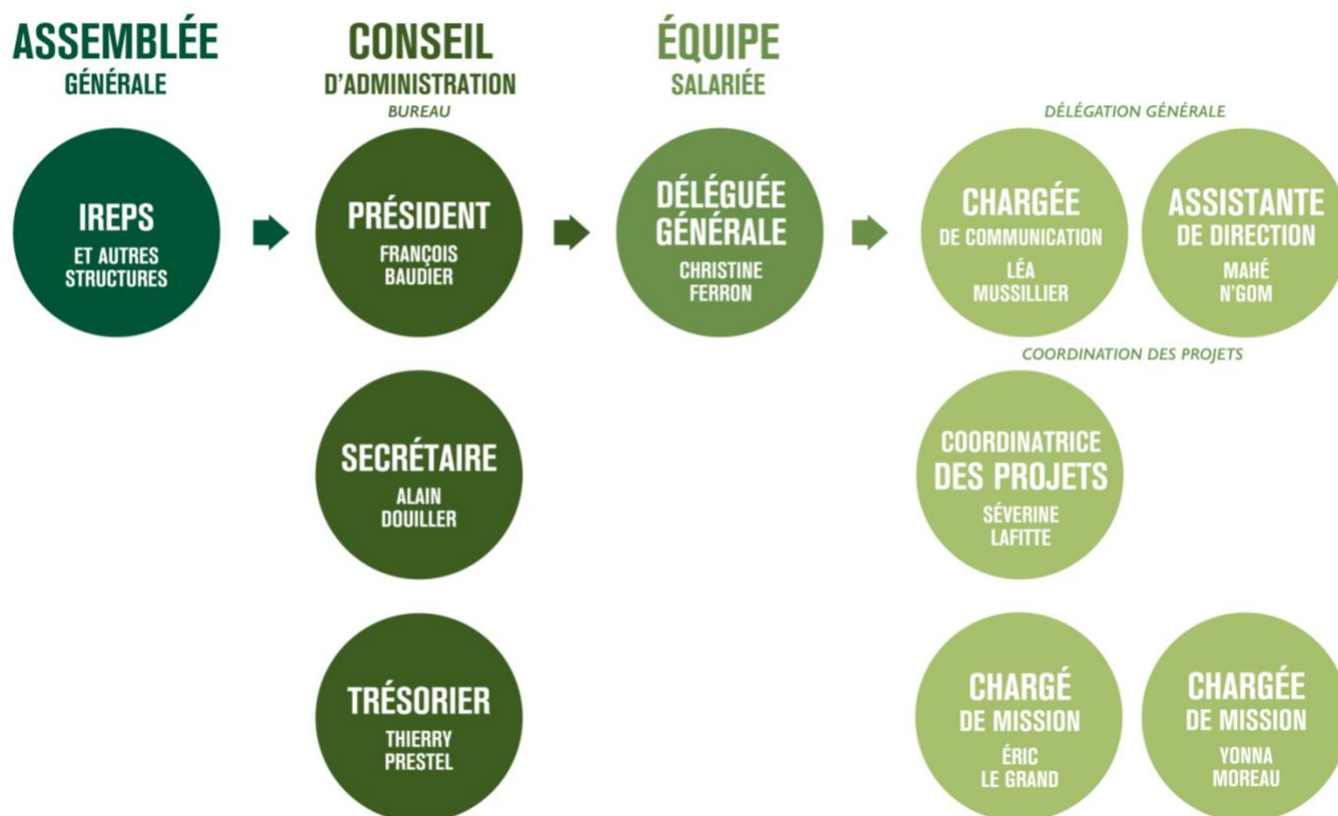 ASSEMBLÉE
GÉNÉRALE
IREPS
ET AUTRES
STRUCTURES
CONSEIL
D'ADMINISTRATION
BUREAU
PRÉSIDENT
FRANÇOIS
BAUDIER
SECRÉTAIRE
ALAIN
DOUILLER
TRÉSORIER
THIERRY
PRESTEL
ÉQUIPE
SALARIÉE
DÉLÉGUÉE
GÉNÉRALE
CHRISTINE
FERRON
DÉLÉGATION GÉNÉRALE
CHARGÉE
DE COMMUNICATION
LÉA
MUSSILLIER
ASSISTANTE
DE DIRECTION
MAHÉ
N'GOM
COORDINATION DES PROJETS
COORDINATRICE
DES PROJETS
SÉVERINE
LAFITTE
CHARGÉ
DE MISSION
ÉRIC
LE GRAND
CHARGÉE
DE MISSION
YONNA
MOREAU